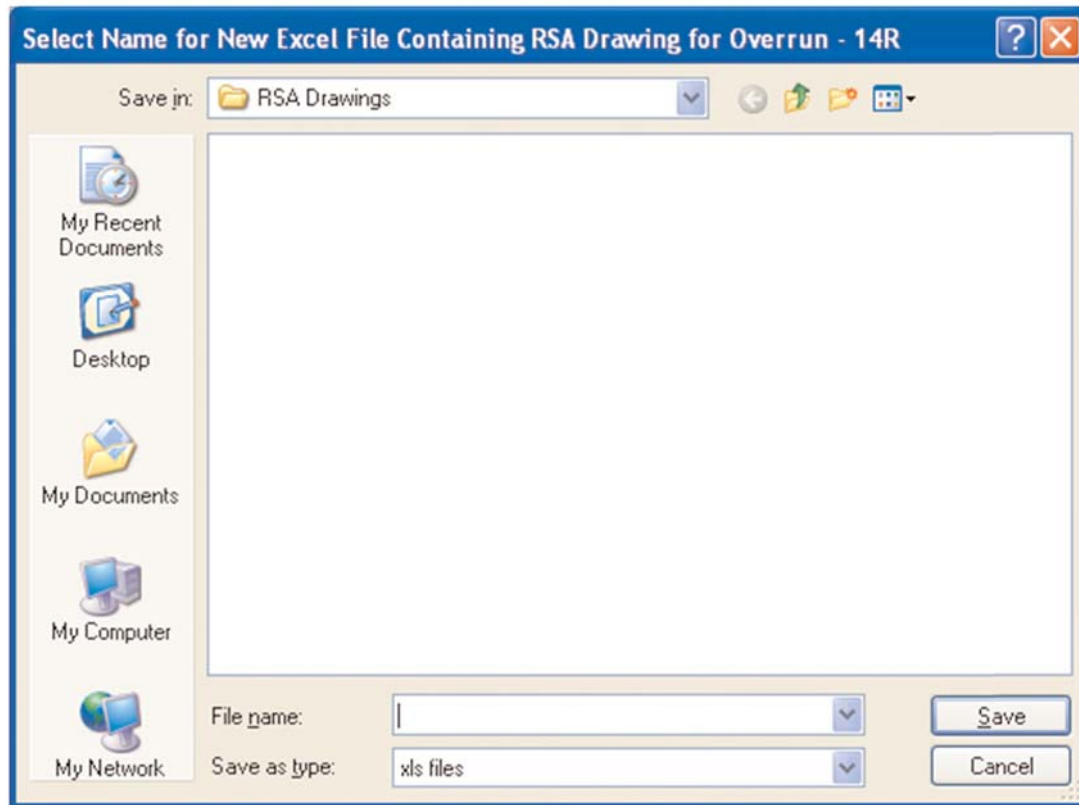 Select Name for New Excel File Containing RSA Drawing for Overrun - 14R
Save in:
RSA Drawings
My Recent
Documents
Desktop
My Documents
My Computer
My Network
File name:
Save as type:
xls files
Save
Cancel